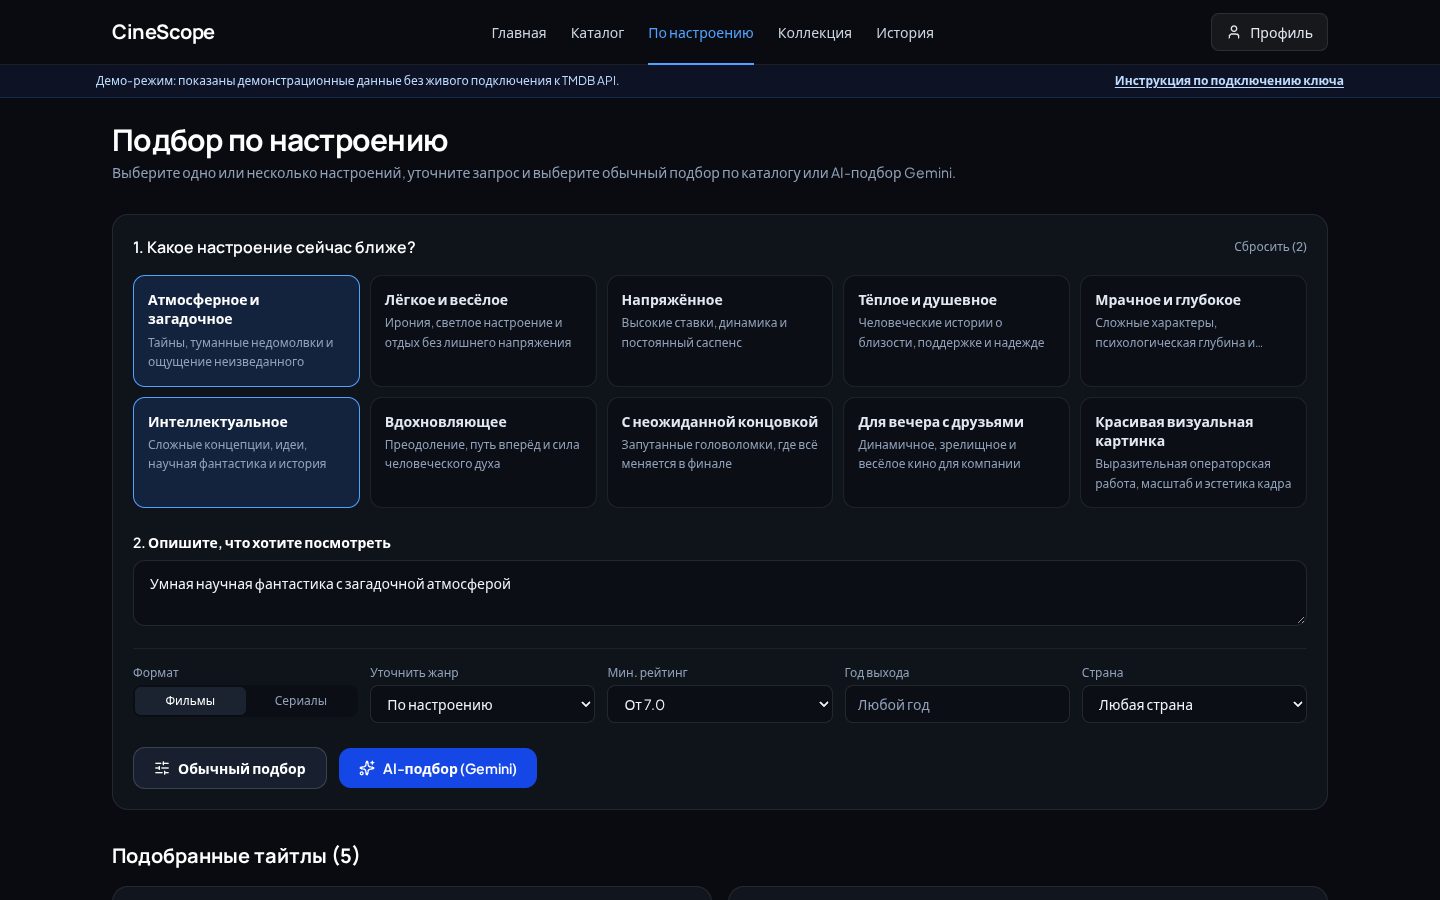 CineScope
Главная
Каталог
По настроению
Коллекция
История
Профиль
Демо-режим: показаны демонстрационные данные без живого подключения к TMDB API.
Инструкция по подключению ключа
Подбор по настроению
Выберите одно или несколько настроений, уточните запрос и выберите обычный подбор по каталогу или AI-подбор Gemini.
1. Какое настроение сейчас ближе?
Сбросить (2)
Атмосферное и
загадочное
Тайны, туманные недомолвки и
ощущение неизведанного
Лёгкое и весёлое
Ирония, светлое настроение и
отдых без лишнего напряжения
Напряжённое
Высокие ставки, динамика и
постоянный саспенс
Тёплое и душевное
Человеческие истории о
близости, поддержке и надежде
Мрачное и глубокое
Сложные характеры,
психологическая глубина и…
Интеллектуальное
Сложные концепции, идеи,
научная фантастика и история
Вдохновляющее
Преодоление, путь вперёд и сила
человеческого духа
С неожиданной концовкой
Запутанные головоломки, где всё
меняется в финале
Для вечера с друзьями
Динамичное, зрелищное и
весёлое кино для компании
Красивая визуальная
картинка
Выразительная операторская
работа, масштаб и эстетика кадра
2. Опишите, что хотите посмотреть
Умная научная фантастика с загадочной атмосферой
Формат
Фильмы
Сериалы
Уточнить жанр
По настроению
Мин. рейтинг
От 7.0
Год выхода
Любой год
Страна
Любая страна
Обычный подбор
AI-подбор (Gemini)
Подобранные тайтлы (5)